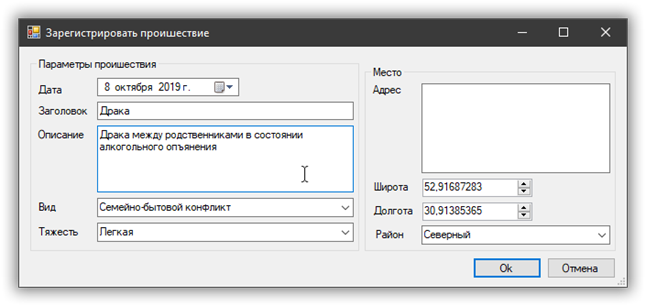 Зарегистрировать проишествие
Параметры проишествия
Дата
8 октября 2019 г.
Заголовок
Драка
Описание
Драка между родственниками в состоянии
алкогольного опъянения
Вид
Семейно-бытовой конфликт
Тяжесть
Легкая
Место
Адрес
Широта
52,91687283
Долгота
30,91385365
Район
Северный
Ok
Отмена